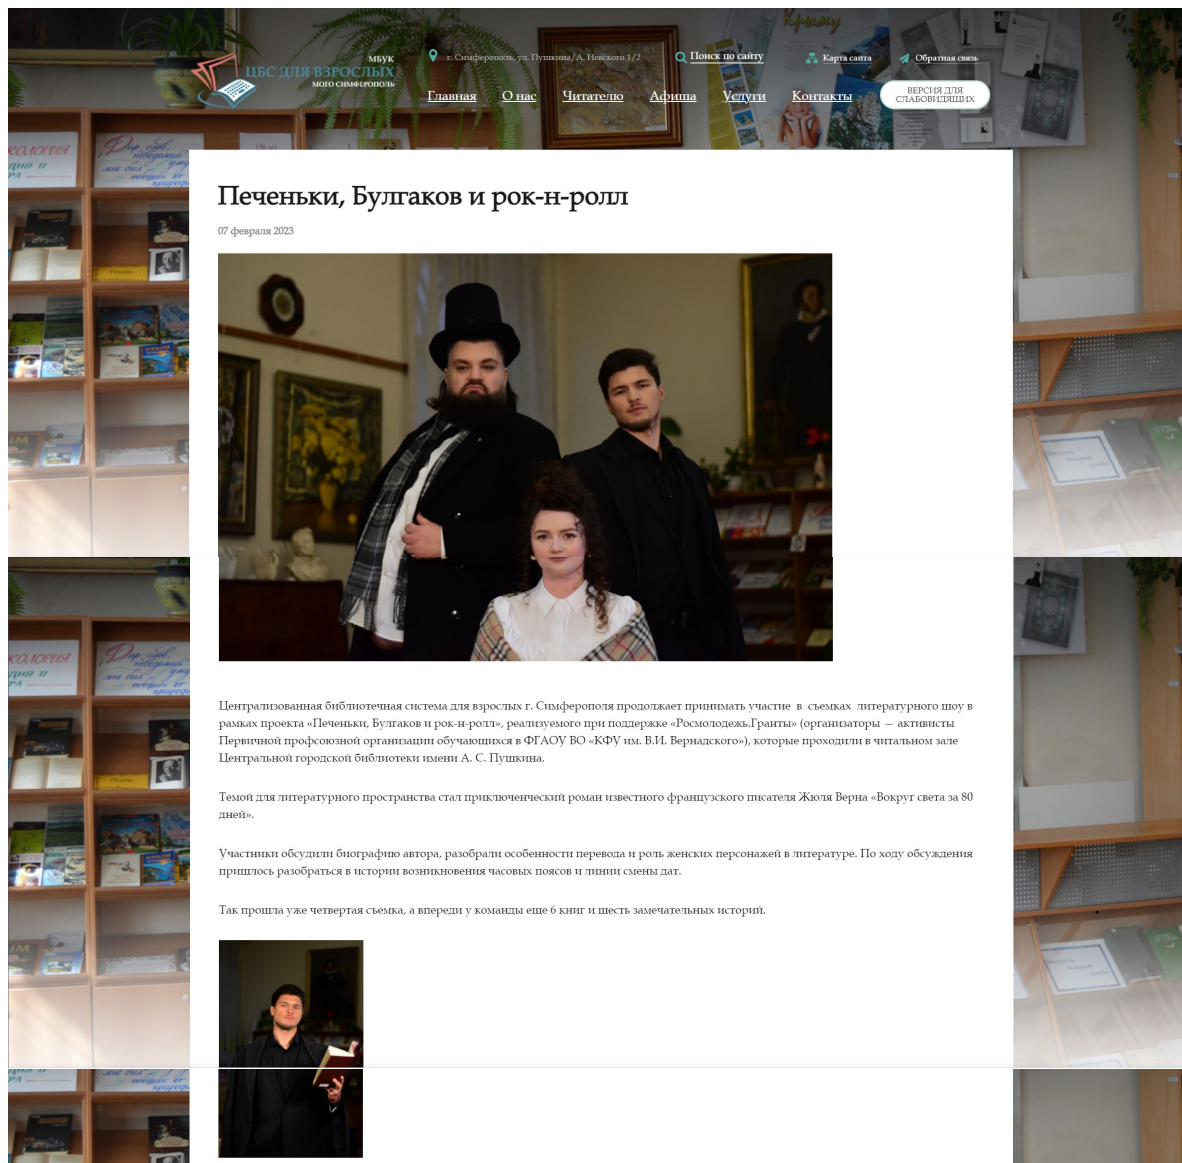 МБУК
ЦБС ДЛЯ ВЗРОСЛЫХ
МОГО СИМФЕРОПОЛЬ
г. Симферополь, ул. Пушкина/А. Невского 1/2
Поиск по сайту
Карта сайта
Обратная связь
Главная О нас Читателю Афиша Услуги Контакты
ВЕРСИЯ ДЛЯ
СЛАБОВИДЯЩИХ
Печеньки, Булгаков и рок-н-ролл
07 февраля 2023
Централизованная библиотечная система для взрослых г. Симферополя продолжает принимать участие в съемках литературного шоу в
рамках проекта «Печеньки, Булгаков и рок-н-ролл», реализуемого при поддержке «Росмолодежь.Гранты» (организаторы — активисты
Первичной профсоюзной организации обучающихся в ФГАОУ ВО «КФУ им. В.И. Вернадского»), которые проходили в читальном зале
Центральной городской библиотеки имени А. С. Пушкина.
Темой для литературного пространства стал приключенческий роман известного французского писателя Жюля Верна «Вокруг света за 80
дней».
Участники обсудили биографию автора, разобрали особенности перевода и роль женских персонажей в литературе. По ходу обсуждения
пришлось разобраться в истории возникновения часовых поясов и линии смены дат.
Так прошла уже четвертая съемка, а впереди у команды еще 6 книг и шесть замечательных историй.